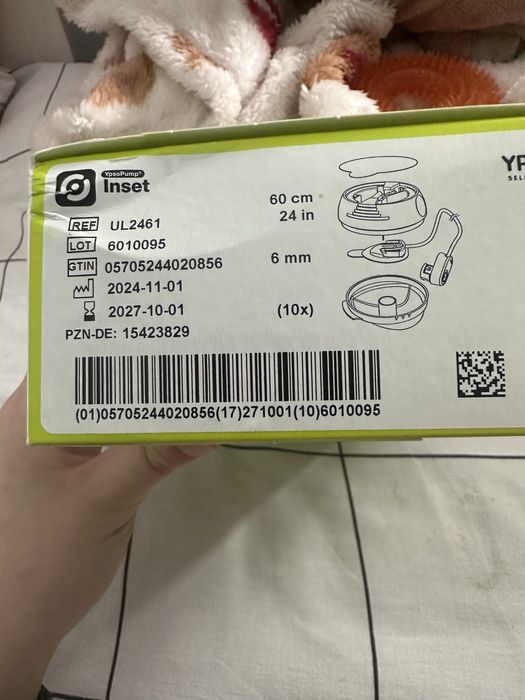 YpsoPump®
Inset
REF UL2461
LOT 6010095
GTIN 05705244020856
2024-11-01
2027-10-01
PZN-DE: 15423829
60 cm
24 in
6 mm
(10x)
(01)05705244020856(17)271001(10)6010095